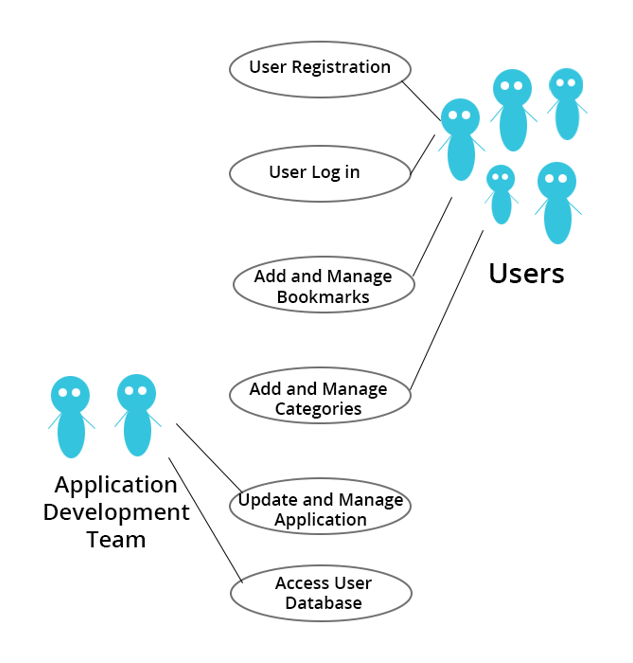 User Registration
User Log in
Add and Manage
Bookmarks
Users
Add and Manage
Categories
Application
Development
Team
Update and Manage
Application
Access User
Database